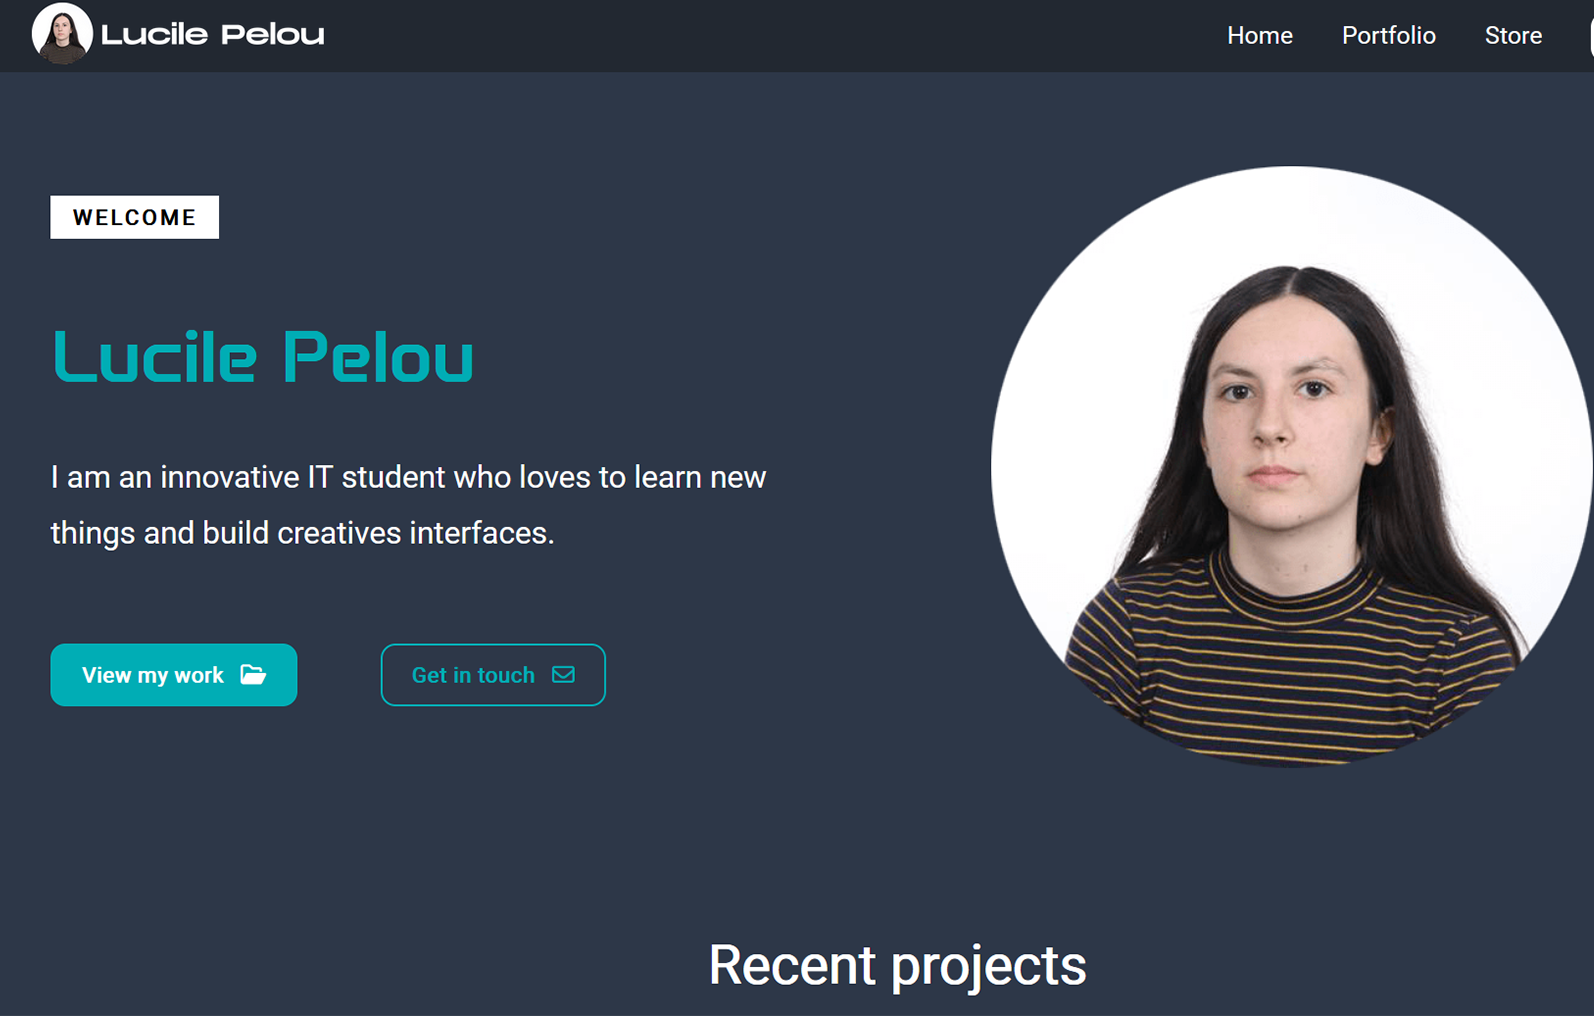 Lucile Pelou
Home Portfolio Store
WELCOME
Lucile Pelou
I am an innovative IT student who loves to learn new
things and build creatives interfaces.
View my work
Get in touch
Recent projects